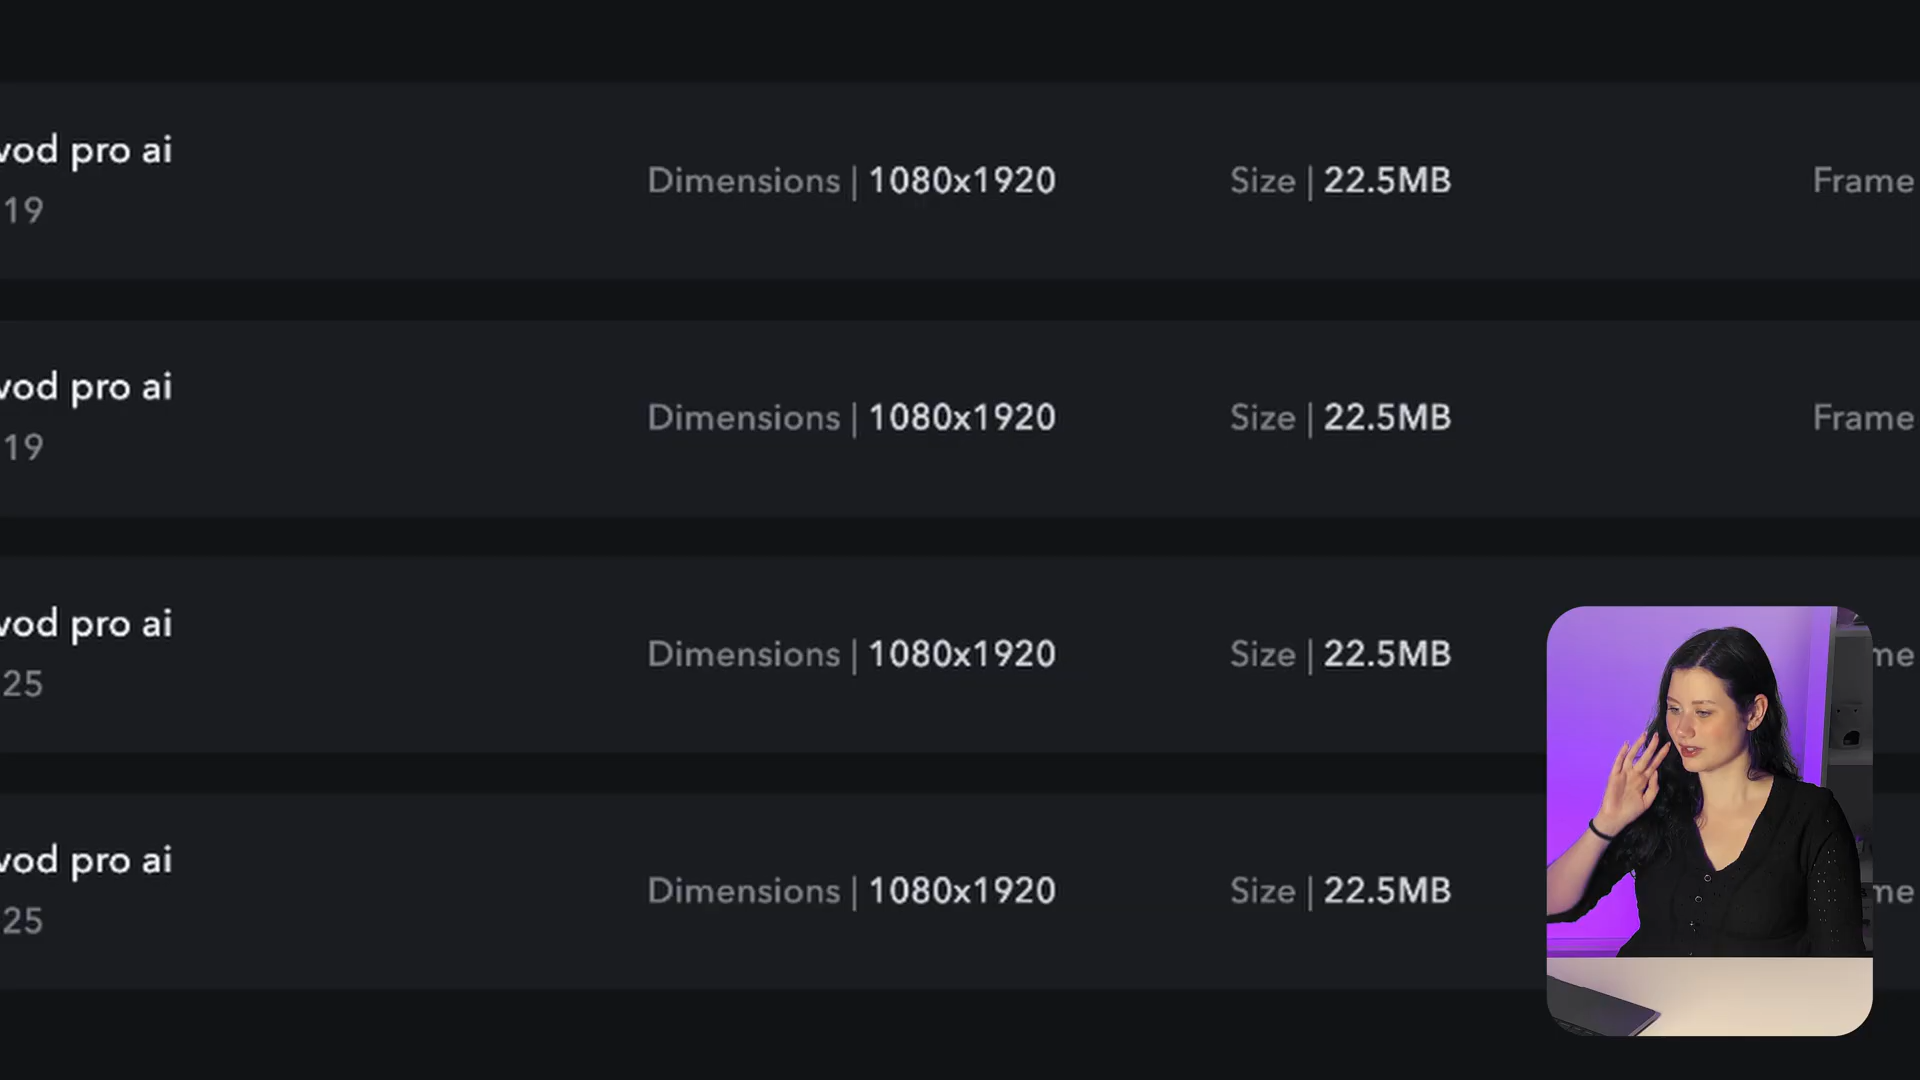 vod pro ai
19
Dimensions | 1080x1920
Size | 22.5MB
Frame
vod pro ai
19
Dimensions | 1080x1920
Size | 22.5MB
Frame
vod pro ai
25
Dimensions | 1080x1920
Size | 22.5MB
me
vod pro ai
25
Dimensions | 1080x1920
Size | 22.5MB
me